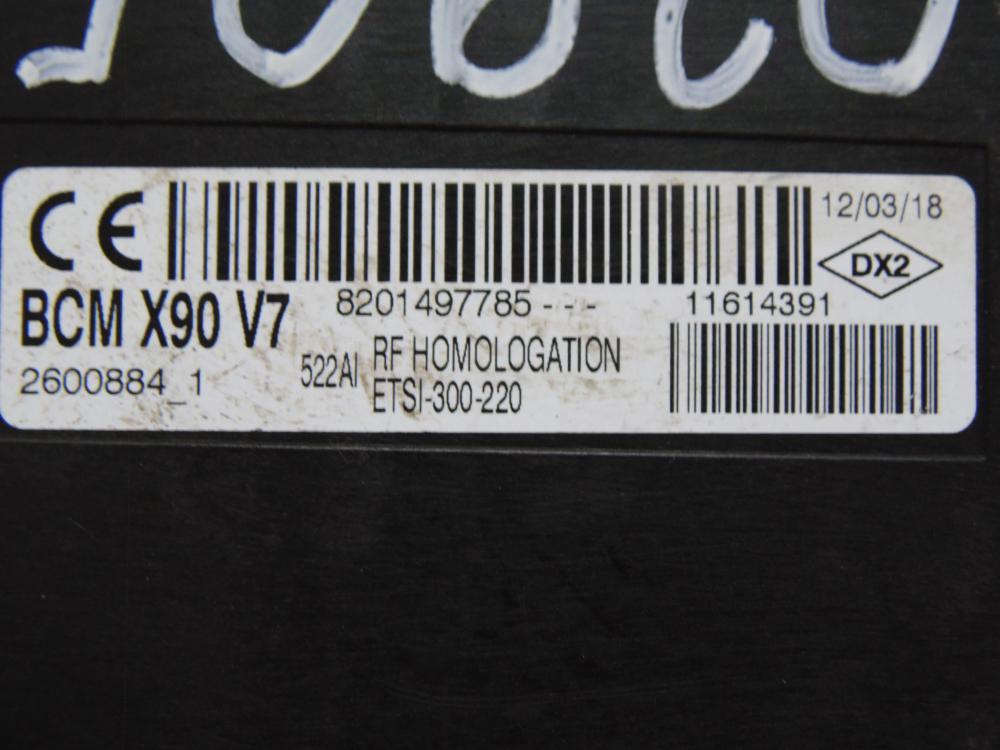 CE
12/03/18
DX2
BCM X90 V7
8201497785 - - -
11614391
2600884_1
522AI
RF HOMOLOGATION
ETSI-300-220